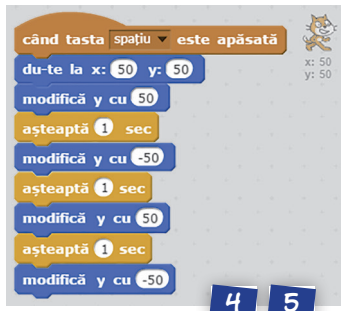 când tasta spațiu este apăsată
du-te la x: 50 y: 50
modifică y cu 50
așteaptă 1 sec
modifică y cu -50
așteaptă 1 sec
modifică y cu 50
așteaptă 1 sec
modifică y cu -50
x: 50
y: 50
4 5